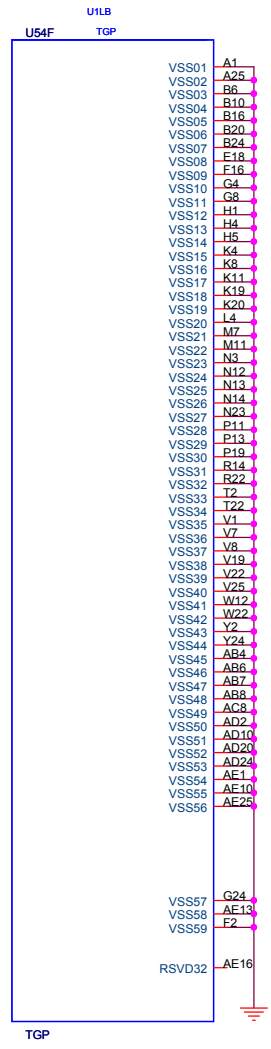 U1LB
U54F TGP
VSS01 A1
VSS02 A25
VSS03 B6
VSS04 B10
VSS05 B16
VSS06 B20
VSS07 B24
VSS08 E18
VSS09 F16
VSS10 G4
VSS11 G8
VSS12 H1
VSS13 H4
VSS14 H5
VSS15 K4
VSS16 K8
VSS17 K11
VSS18 K19
VSS19 K20
VSS20 L4
VSS21 M7
VSS22 M11
VSS23 N3
VSS24 N12
VSS25 N13
VSS26 N14
VSS27 N23
VSS28 P11
VSS29 P13
VSS30 P19
VSS31 R14
VSS32 R22
VSS33 T2
VSS34 T22
VSS35 V1
VSS36 V7
VSS37 V8
VSS38 V19
VSS39 V22
VSS40 V25
VSS41 W12
VSS42 W22
VSS43 Y2
VSS44 Y24
VSS45 AB4
VSS46 AB6
VSS47 AB7
VSS48 AB8
VSS49 AC8
VSS50 AD2
VSS51 AD10
VSS52 AD20
VSS53 AD24
VSS54 AE1
VSS55 AE10
VSS56 AE25
VSS57 G24
VSS58 AE13
VSS59 F2
RSVD32 AE16
TGP